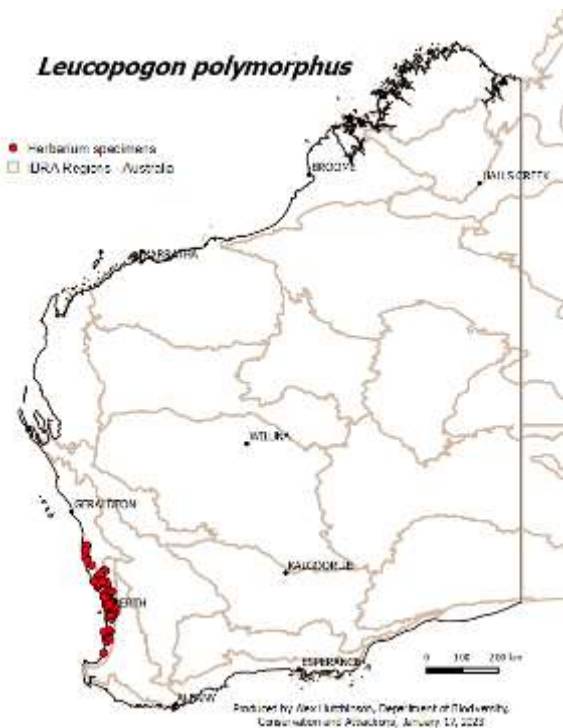 Leucopogon polymorphus
Herbarium specimens
IBRA Regions - Australia
BROOME
HALLS CREEK
KARRATHA
WILUNA
GERALDTON
KALGOORLIE
PERTH
ESPERANCE
ALBANY
0 100 200 km
Produced by Alex Hutchinson, Department of Biodiversity,
Conservation and Attractions, January 17, 2023